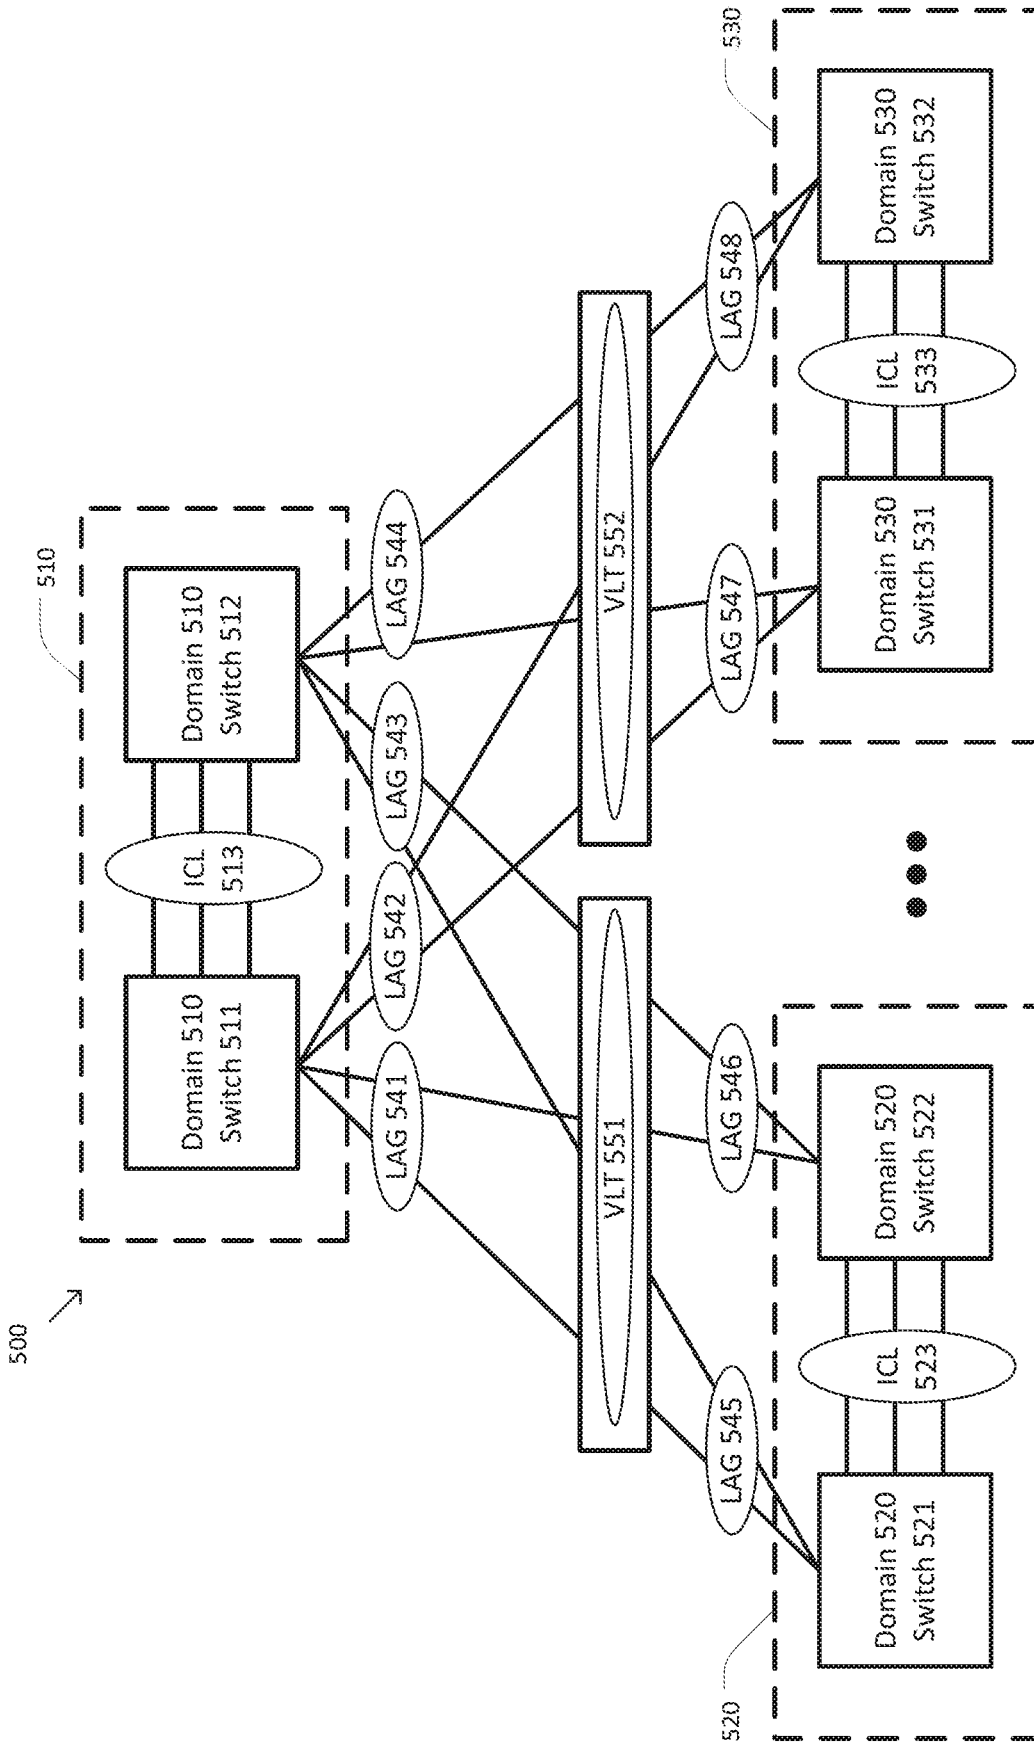 500
510
Domain 510
Switch 511
ICL
513
Domain 510
Switch 512
LAG 541
LAG 542
LAG 543
LAG 544
VLT 551
VLT 552
LAG 545
LAG 546
LAG 547
LAG 548
520
530
Domain 520
Switch 521
ICL
523
Domain 520
Switch 522
Domain 530
Switch 531
ICL
533
Domain 530
Switch 532